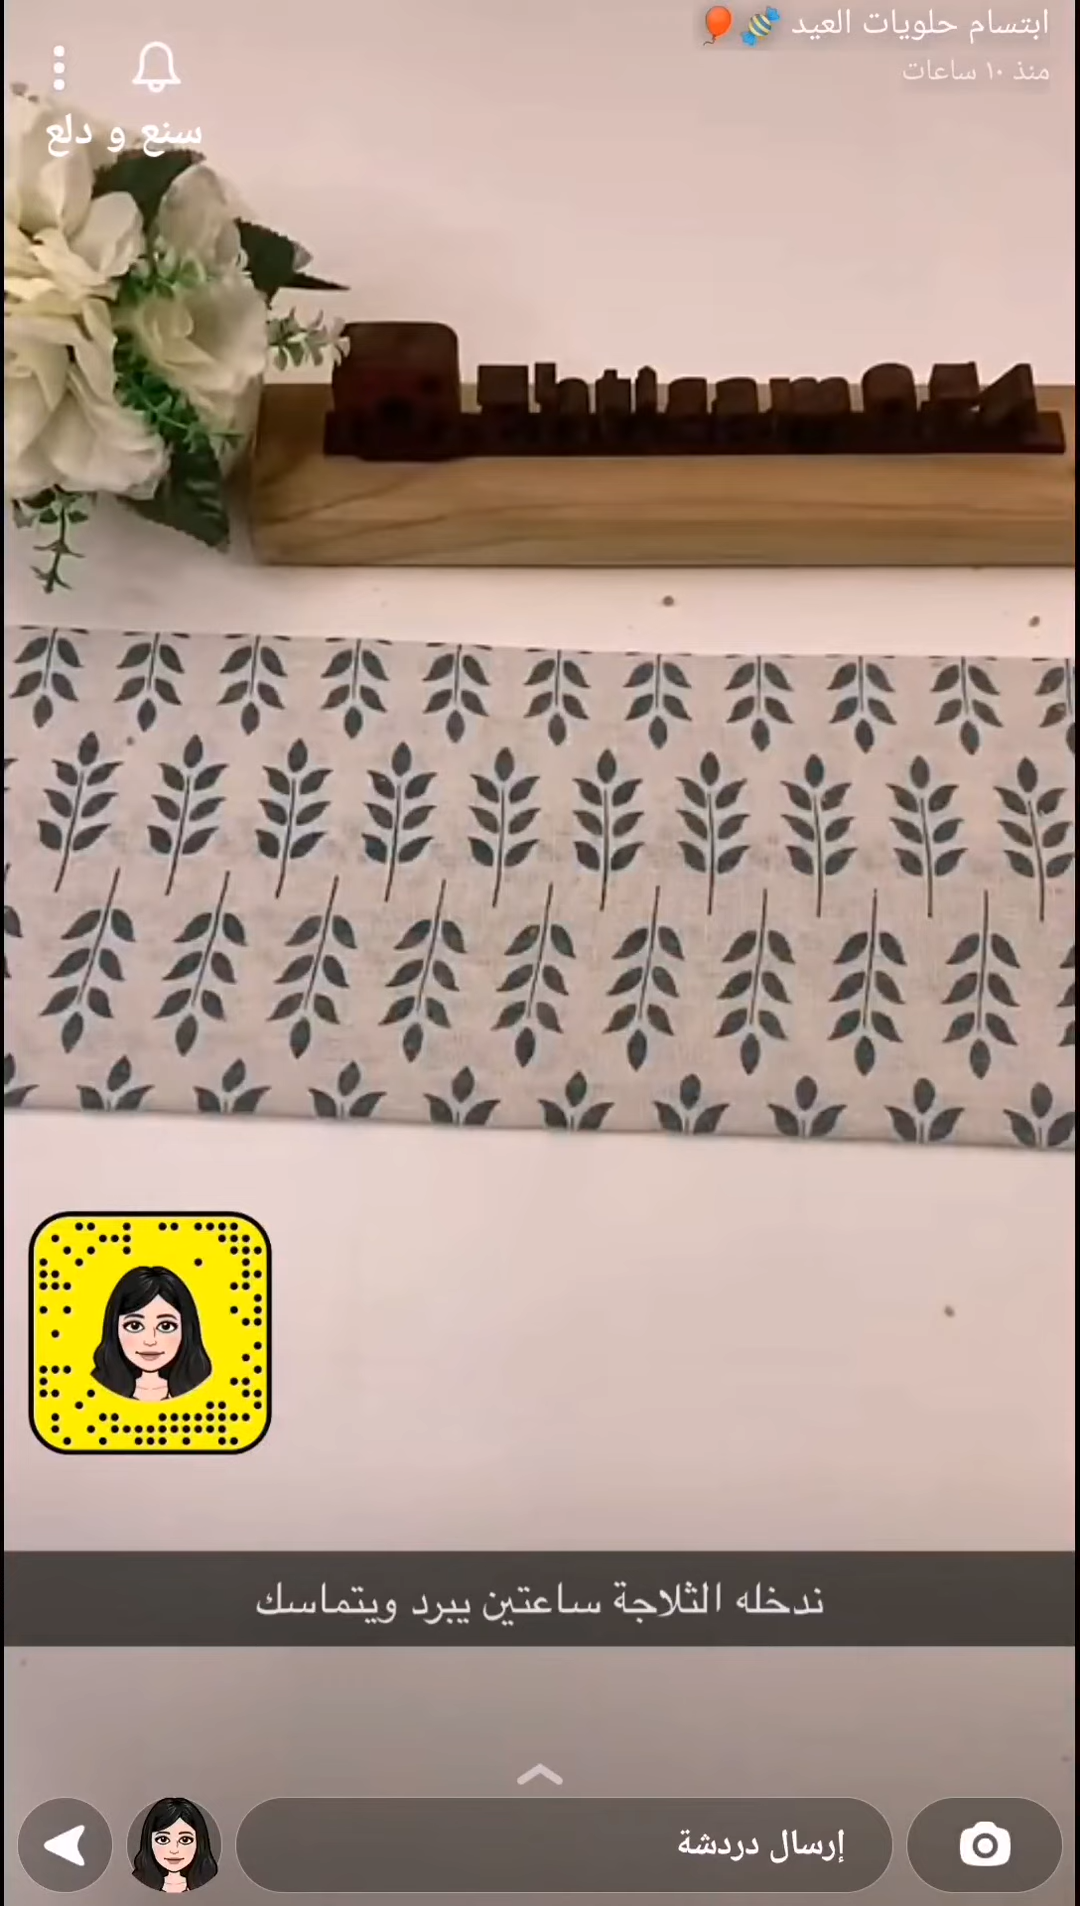 ابتسام حلويات العيد 🍬🎈
منذ ١٠ ساعات
سنع و دلع
ندخله الثلاجة ساعتين يبرد ويتماسك
إرسال دردشة